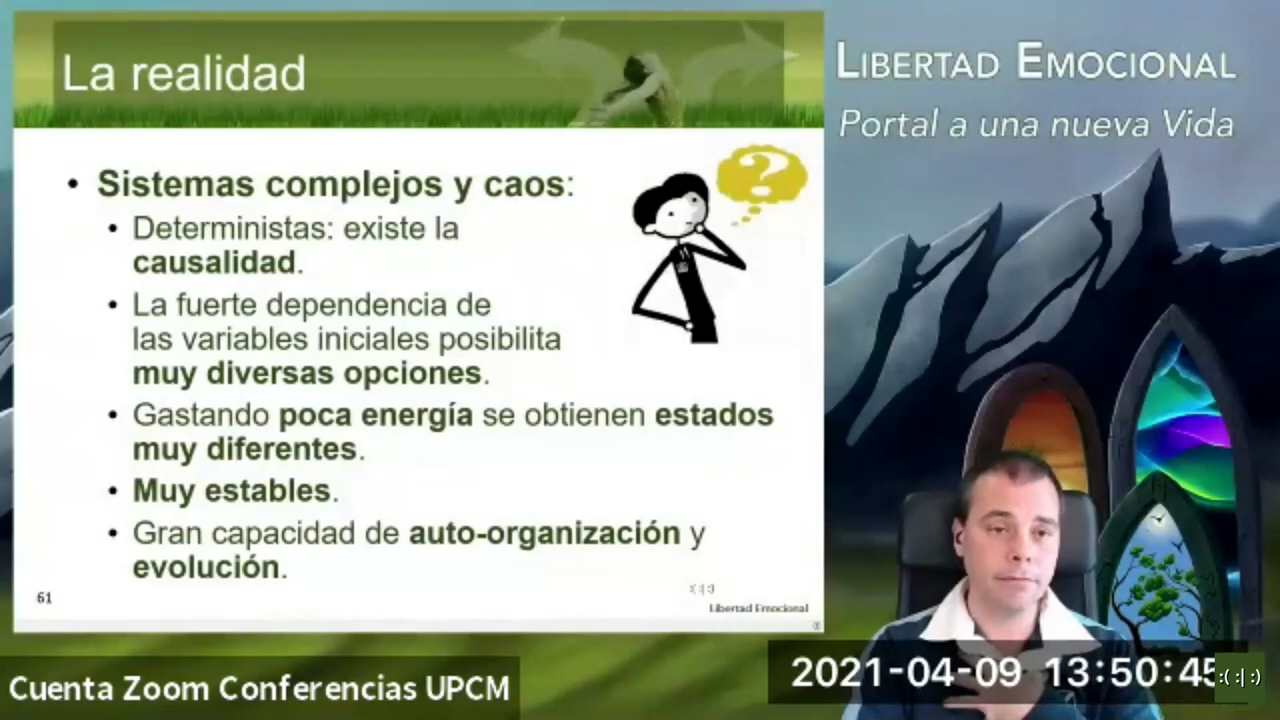 La realidad
• Sistemas complejos y caos:
• Deterministas: existe la
causalidad.
• La fuerte dependencia de
las variables iniciales posibilita
muy diversas opciones.
• Gastando poca energía se obtienen estados
muy diferentes.
• Muy estables.
• Gran capacidad de auto-organización y
evolución.
?
61
Libertad Emocional
LIBERTAD EMOCIONAL
Portal a una nueva Vida
Cuenta Zoom Conferencias UPCM
2021-04-09 13:50:45
:(:|:)